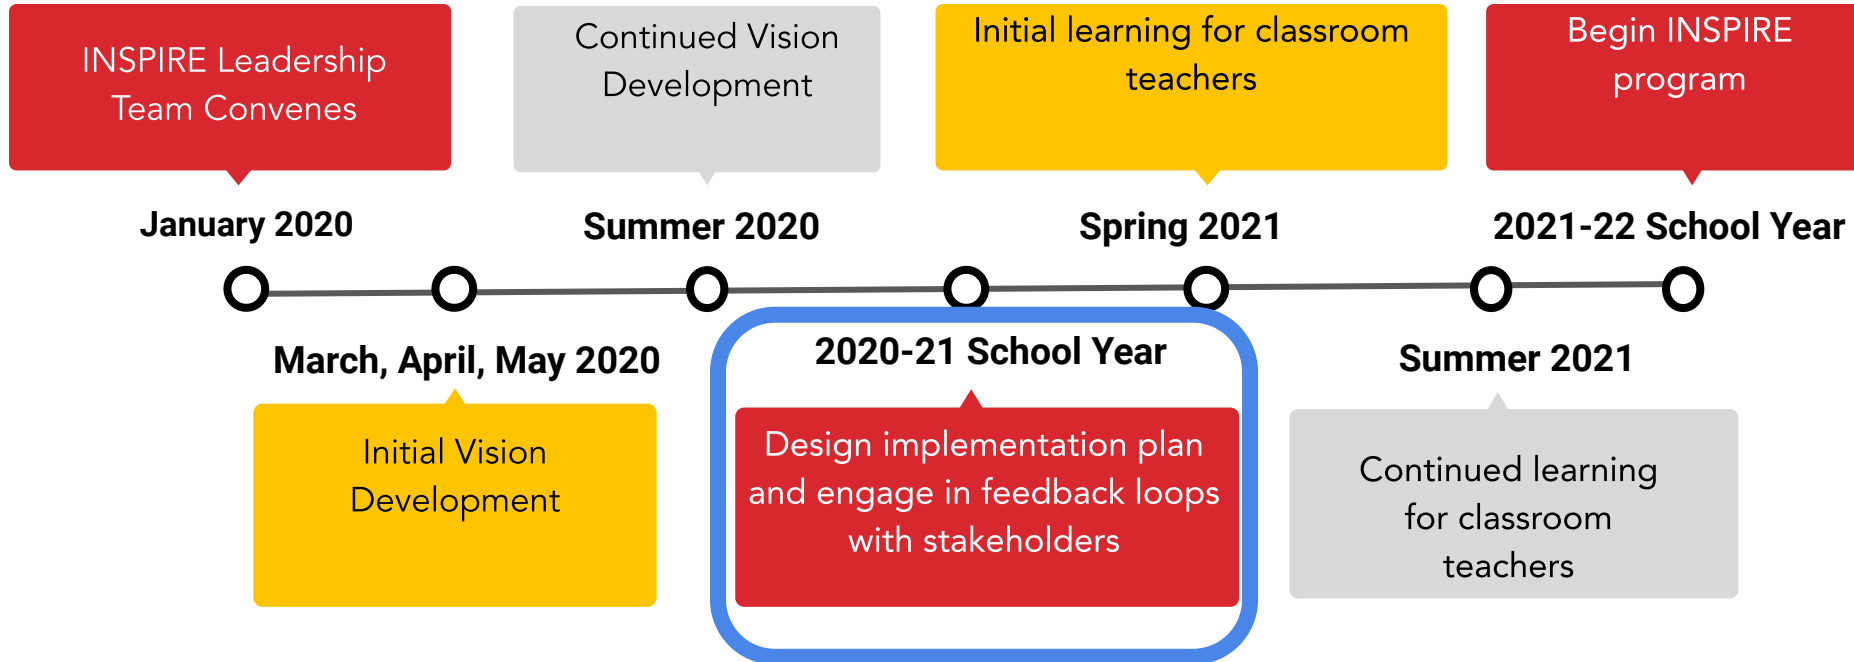 INSPIRE Leadership
Team Convenes
January 2020
March, April, May 2020
Initial Vision
Development
Continued Vision
Development
Summer 2020
2020-21 School Year
Design implementation plan
and engage in feedback loops
with stakeholders
Initial learning for classroom
teachers
Spring 2021
Summer 2021
Continued learning
for classroom
teachers
Begin INSPIRE
program
2021-22 School Year